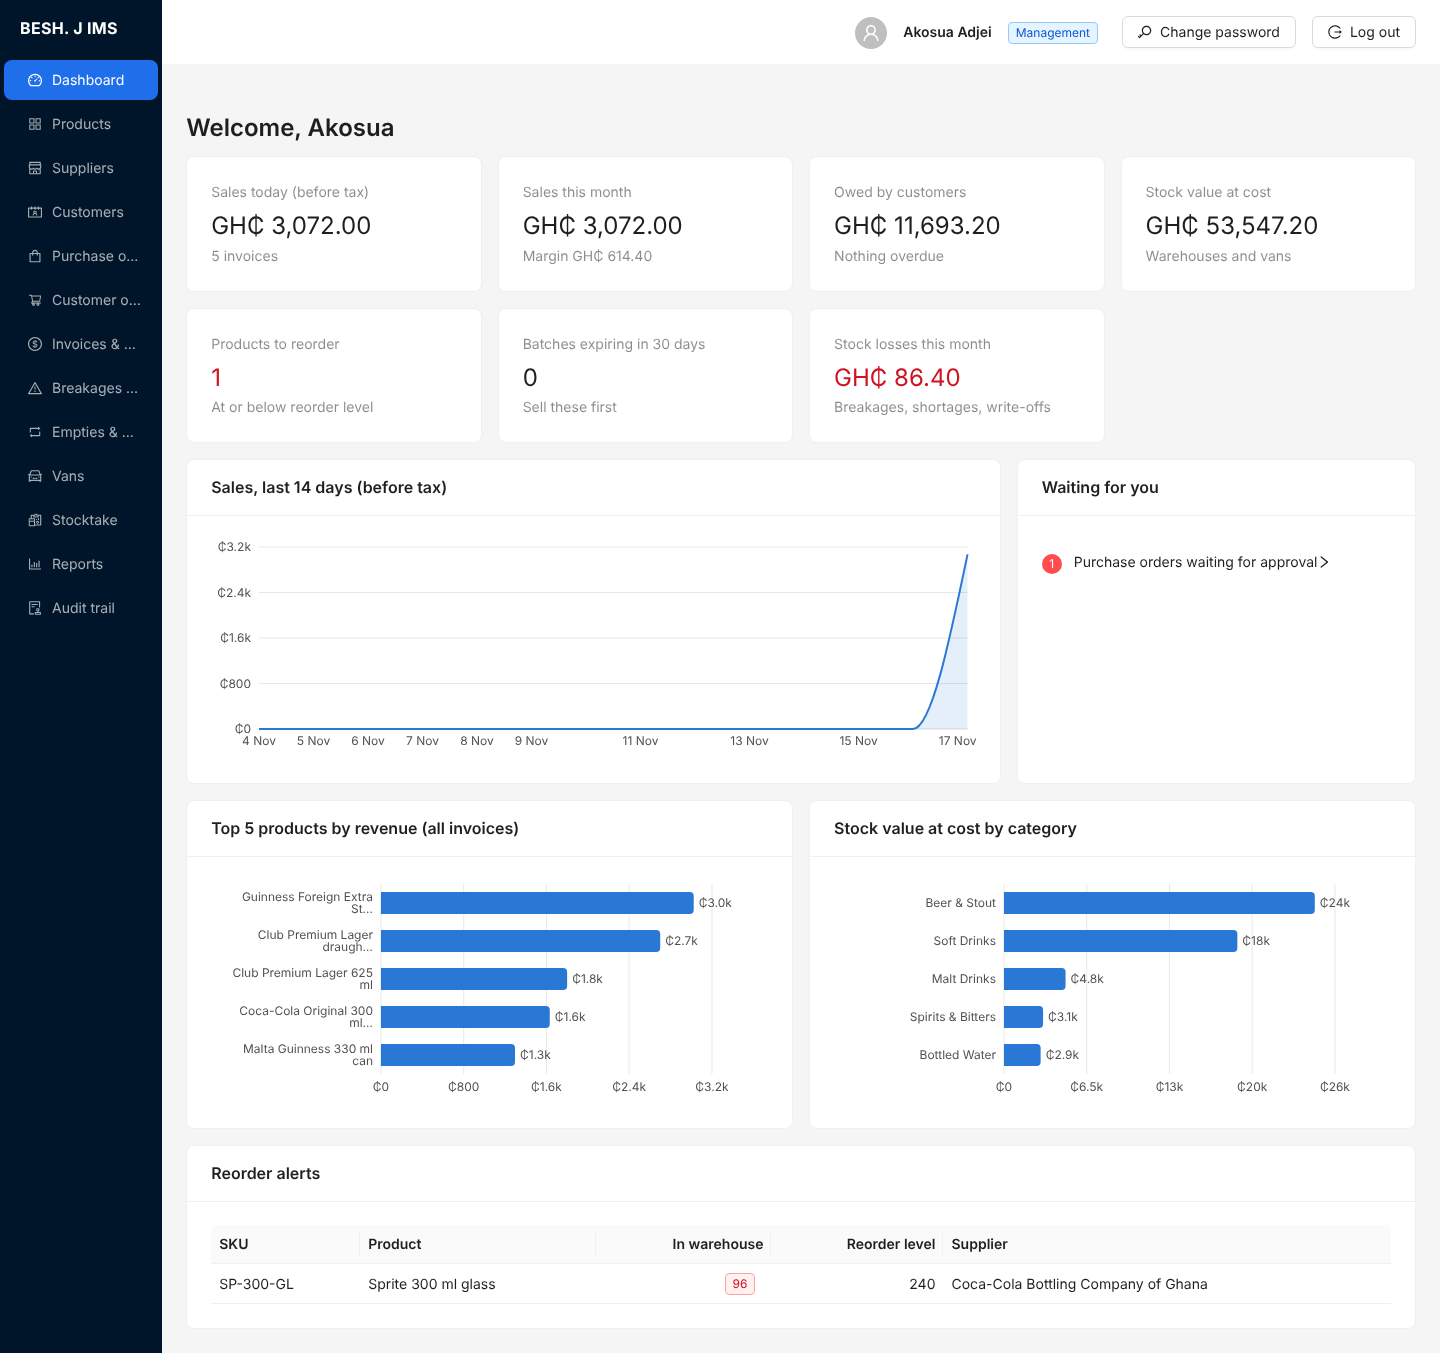 BESH. J IMS
Dashboard
Products
Suppliers
Customers
Purchase o...
Customer o...
Invoices & ...
Breakages ...
Empties & ...
Vans
Stocktake
Reports
Audit trail
Akosua Adjei
Management
Change password
Log out
Welcome, Akosua
Sales today (before tax)
GH₵ 3,072.00
5 invoices
Sales this month
GH₵ 3,072.00
Margin GH₵ 614.40
Owed by customers
GH₵ 11,693.20
Nothing overdue
Stock value at cost
GH₵ 53,547.20
Warehouses and vans
Products to reorder
1
At or below reorder level
Batches expiring in 30 days
0
Sell these first
Stock losses this month
GH₵ 86.40
Breakages, shortages, write-offs
Sales, last 14 days (before tax)
₵3.2k
₵2.4k
₵1.6k
₵800
₵0
4 Nov 5 Nov 6 Nov 7 Nov 8 Nov 9 Nov 11 Nov 13 Nov 15 Nov 17 Nov
Waiting for you
1 Purchase orders waiting for approval
Top 5 products by revenue (all invoices)
Guinness Foreign Extra
St...
₵3.0k
Club Premium Lager
draugh...
₵2.7k
Club Premium Lager 625
ml
₵1.8k
Coca-Cola Original 300
ml...
₵1.6k
Malta Guinness 330 ml
can
₵1.3k
₵0 ₵800 ₵1.6k ₵2.4k ₵3.2k
Stock value at cost by category
Beer & Stout ₵24k
Soft Drinks ₵18k
Malt Drinks ₵4.8k
Spirits & Bitters ₵3.1k
Bottled Water ₵2.9k
₵0 ₵6.5k ₵13k ₵20k ₵26k
Reorder alerts
SKU Product In warehouse Reorder level Supplier
SP-300-GL Sprite 300 ml glass 96 240 Coca-Cola Bottling Company of Ghana